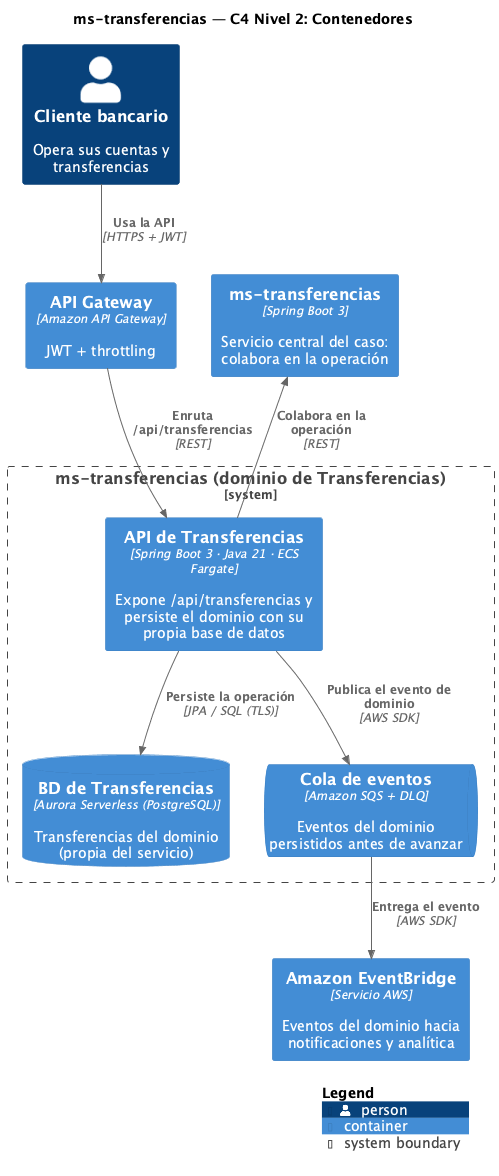 ms-transferencias — C4 Nivel 2: Contenedores
Cliente bancario
Opera sus cuentas y
transferencias
Usa la API
[HTTPS + JWT]
API Gateway
[Amazon API Gateway]
JWT + throttling
ms-transferencias
[Spring Boot 3]
Servicio central del caso:
colabora en la operación
Enruta
/api/transferencias
[REST]
Colabora en la
operación
[REST]
ms-transferencias (dominio de Transferencias)
[system]
API de Transferencias
[Spring Boot 3 · Java 21 · ECS
Fargate]
Expone /api/transferencias y
persiste el dominio con su
propia base de datos
Persiste la operación
[JPA / SQL (TLS)]
Publica el evento de
dominio
[AWS SDK]
BD de Transferencias
[Aurora Serverless (PostgreSQL)]
Transferencias del dominio
(propia del servicio)
Cola de eventos
[Amazon SQS + DLQ]
Eventos del dominio
persistidos antes de avanzar
Entrega el evento
[AWS SDK]
Amazon EventBridge
[Servicio AWS]
Eventos del dominio hacia
notificaciones y analítica
Legend
person
container
system boundary